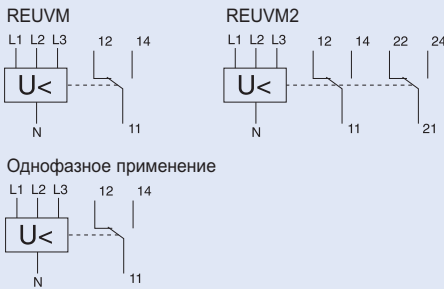 REUVM
REUVM2
L1 L2 L3 12 14
L1 L2 L3 12 14 22 24
U<
U<
N 11
N 11 21
Однофазное применение
L1 L2 L3 12 14
U<
N 11